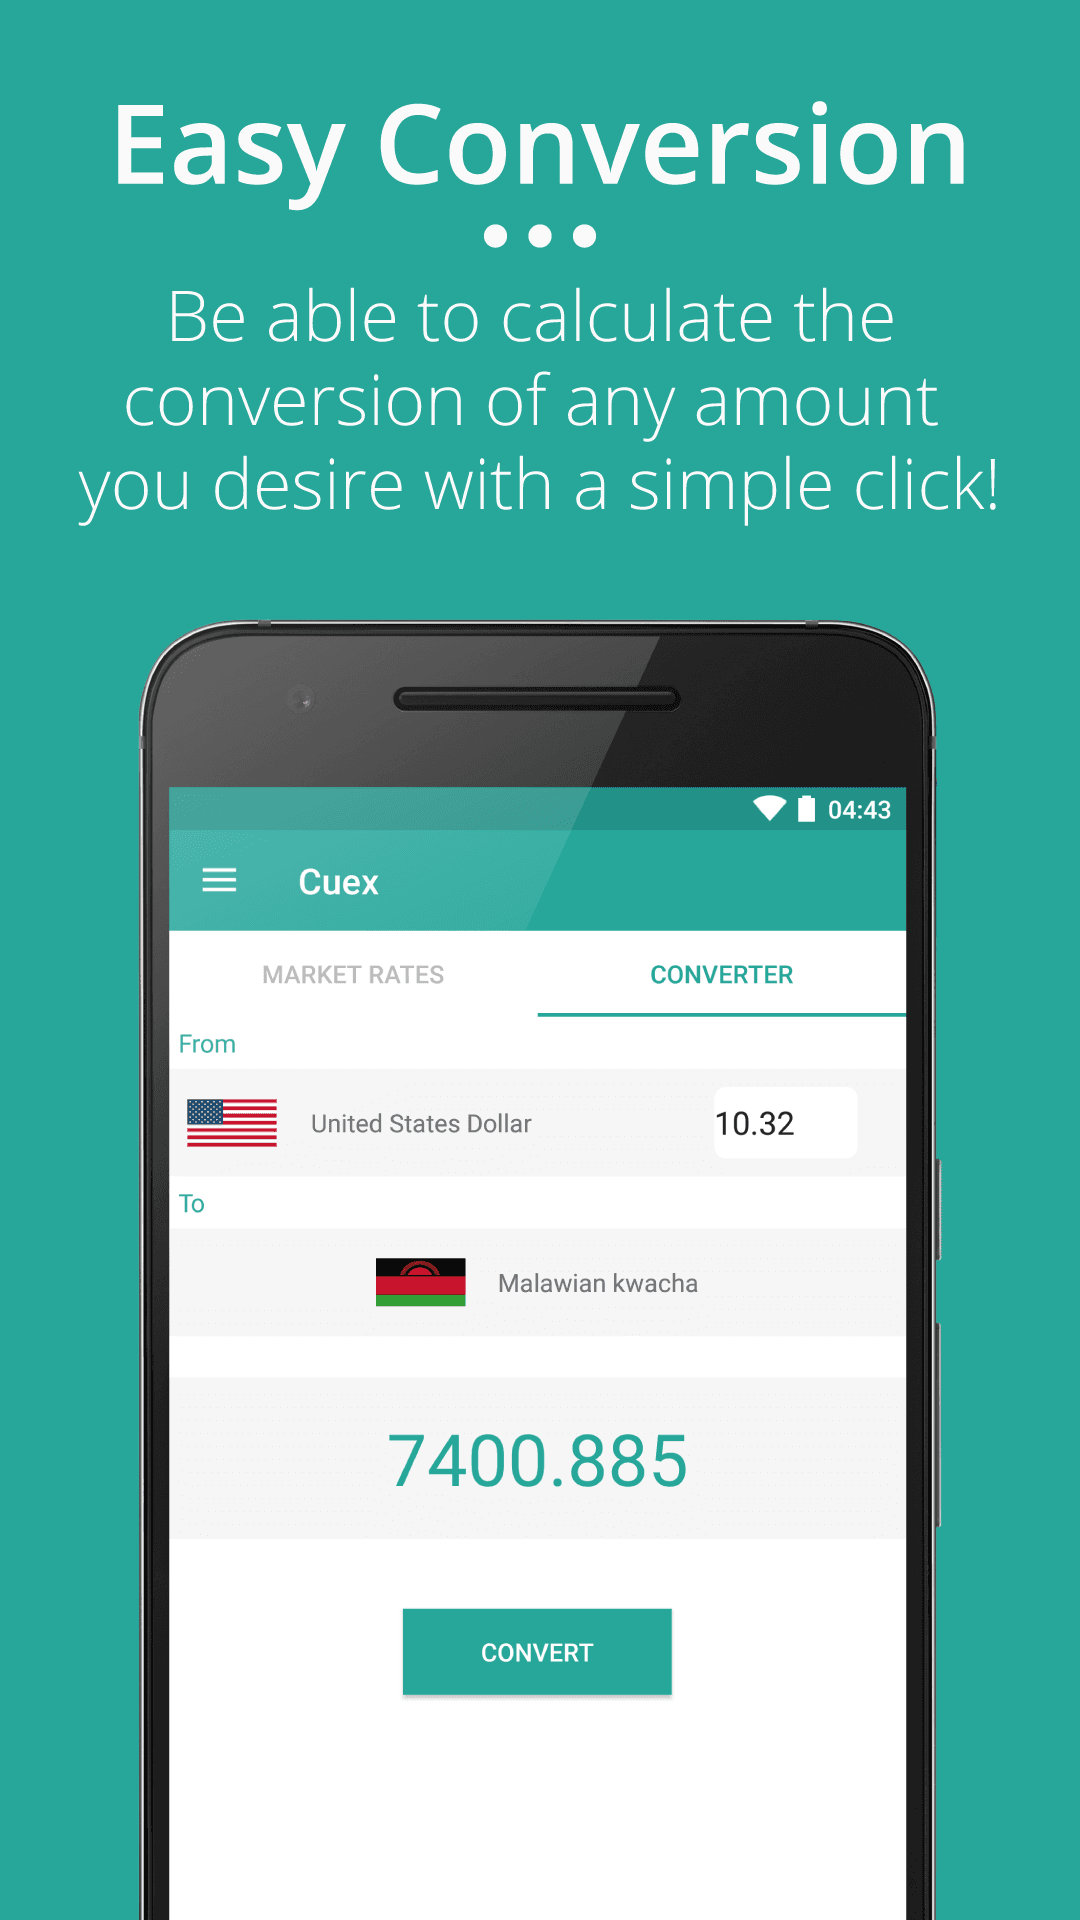 Easy Conversion
Be able to calculate the
conversion of any amount
you desire with a simple click!
04:43
Cuex
MARKET RATES
CONVERTER
From
United States Dollar
10.32
To
Malawian kwacha
7400.885
CONVERT